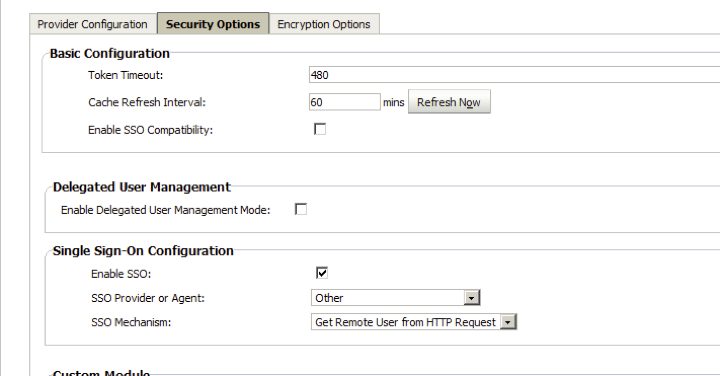 Provider Configuration Security Options Encryption Options
Basic Configuration
Token Timeout: 480
Cache Refresh Interval: 60 mins Refresh Now
Enable SSO Compatibility:
Delegated User Management
Enable Delegated User Management Mode:
Single Sign-On Configuration
Enable SSO:
SSO Provider or Agent: Other
SSO Mechanism: Get Remote User from HTTP Request
Custom Module